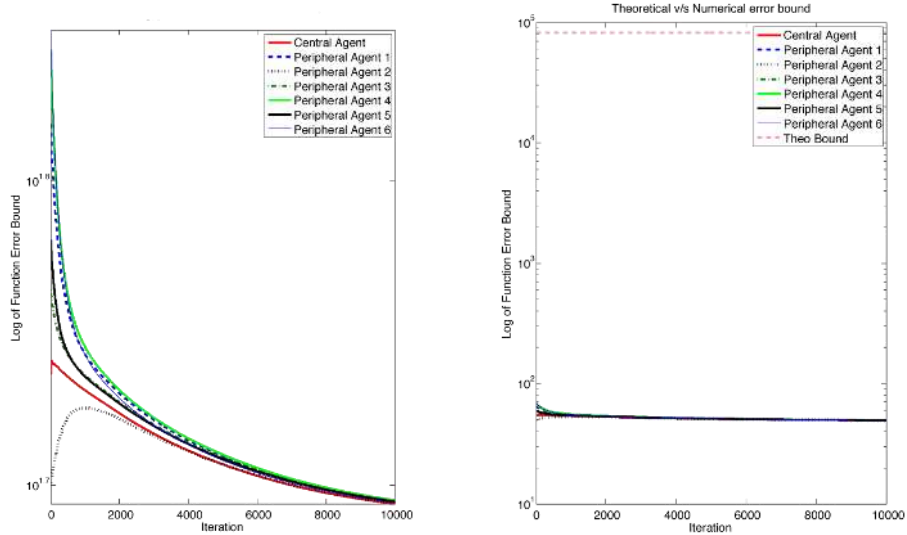 Central Agent
Peripheral Agent 1
Peripheral Agent 2
Peripheral Agent 3
Peripheral Agent 4
Peripheral Agent 5
Peripheral Agent 6
Log of Function Error Bound
10^1.8
10^1.7
0
2000
4000
6000
8000
10000
Iteration
Theoretical v/s Numerical error bound
Central Agent
Peripheral Agent 1
Peripheral Agent 2
Peripheral Agent 3
Peripheral Agent 4
Peripheral Agent 5
Peripheral Agent 6
Theo Bound
Log of Function Error Bound
10^5
10^4
10^3
10^2
10^1
0
2000
4000
6000
8000
10000
Iteration